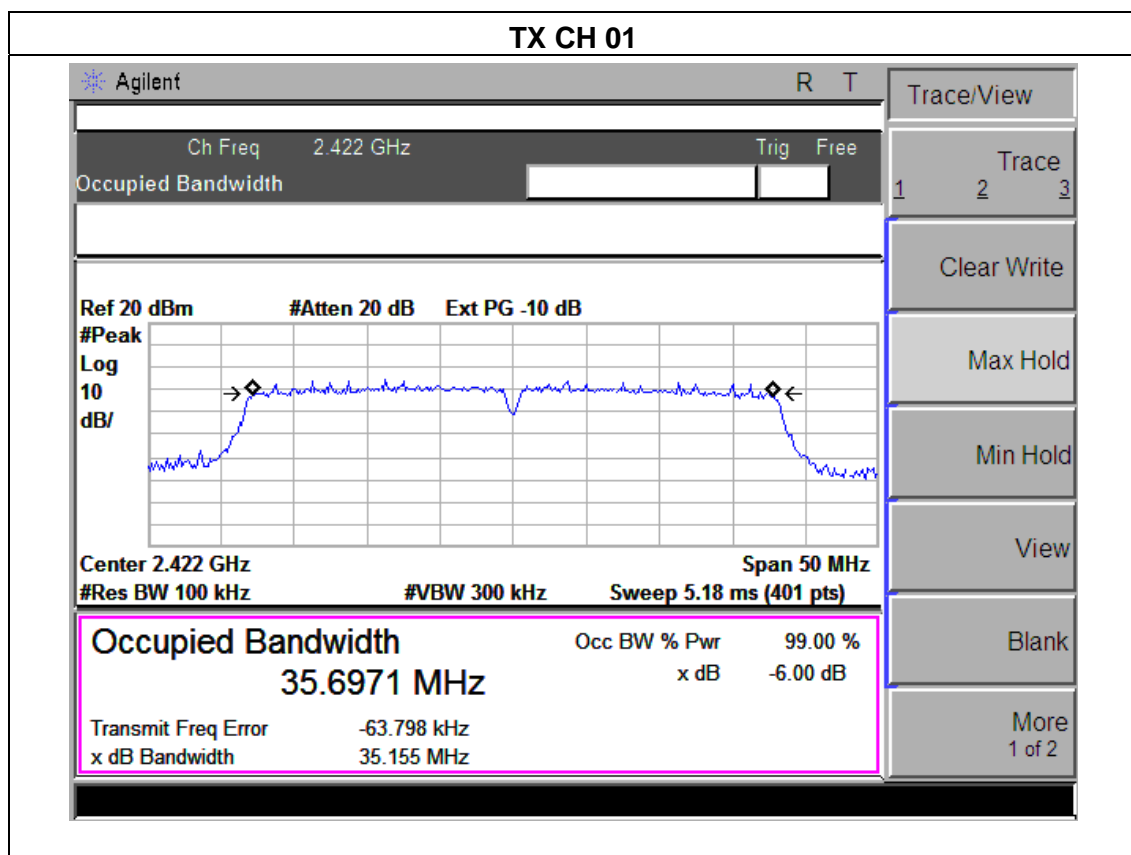 TX CH 01
Agilent R T
Trace/View
Ch Freq 2.422 GHz Trig Free
Occupied Bandwidth
Trace
1 2 3
Clear Write
Ref 20 dBm #Atten 20 dB Ext PG -10 dB
#Peak
Log
10
dB/
Max Hold
Min Hold
View
Center 2.422 GHz Span 50 MHz
#Res BW 100 kHz #VBW 300 kHz Sweep 5.18 ms (401 pts)
Occupied Bandwidth Occ BW % Pwr 99.00 %
35.6971 MHz x dB -6.00 dB
Blank
Transmit Freq Error -63.798 kHz
x dB Bandwidth 35.155 MHz
More
1 of 2